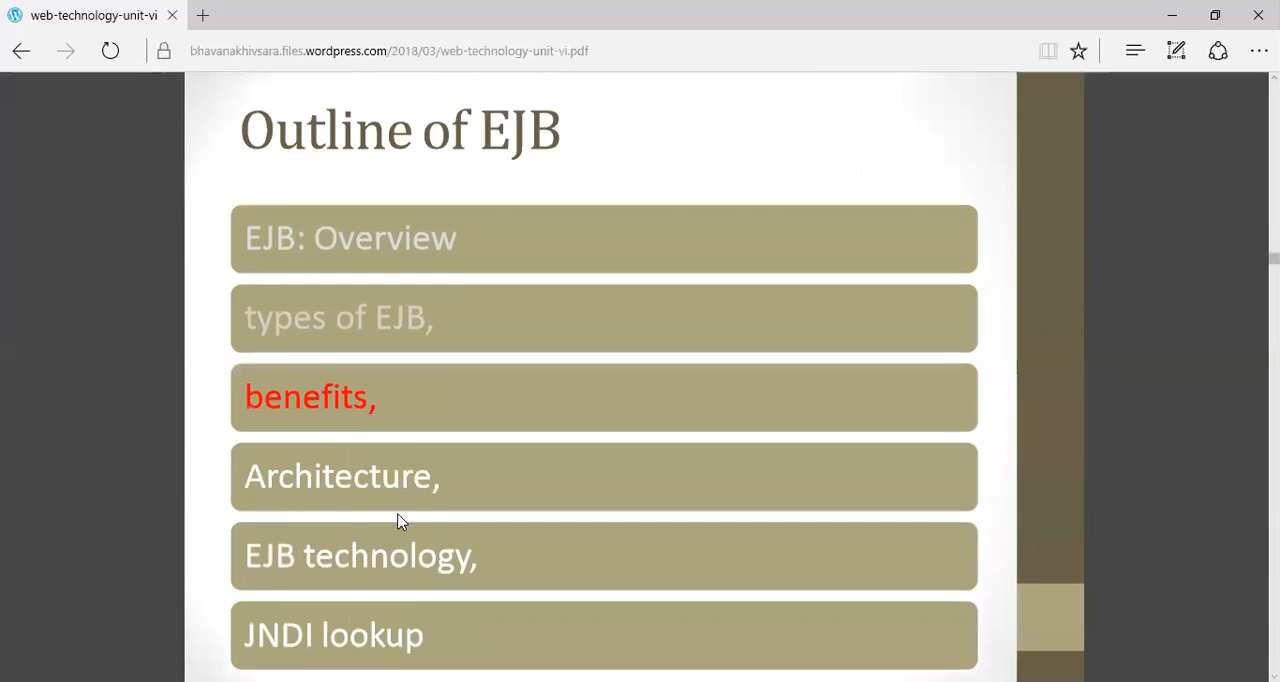 web-technology-unit-vi
bhavanakhivsara.files.wordpress.com/2018/03/web-technology-unit-vi.pdf
Outline of EJB
EJB: Overview
types of EJB,
benefits,
Architecture,
EJB technology,
JNDI lookup